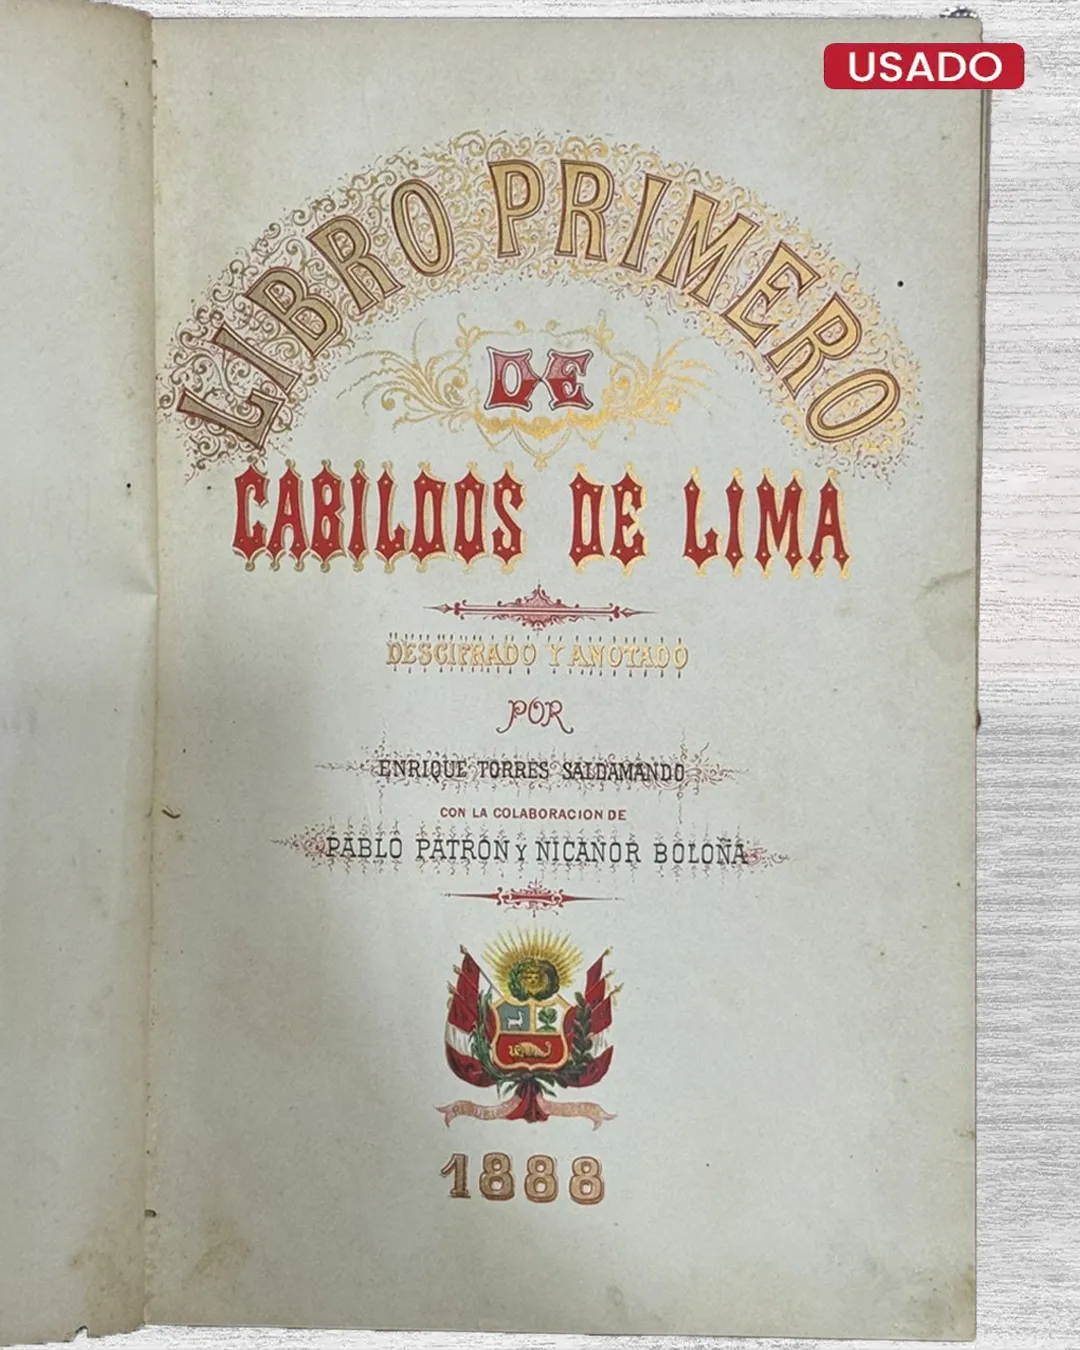 USADO
LIBRO PRIMERO
DE
CABILDOS DE LIMA
DESCIFRADO Y ANOTADO
POR
ENRIQUE TORRES SALDAMANDO
CON LA COLABORACION DE
PABLO PATRÓN Y NICANOR BOLOÑA
1888